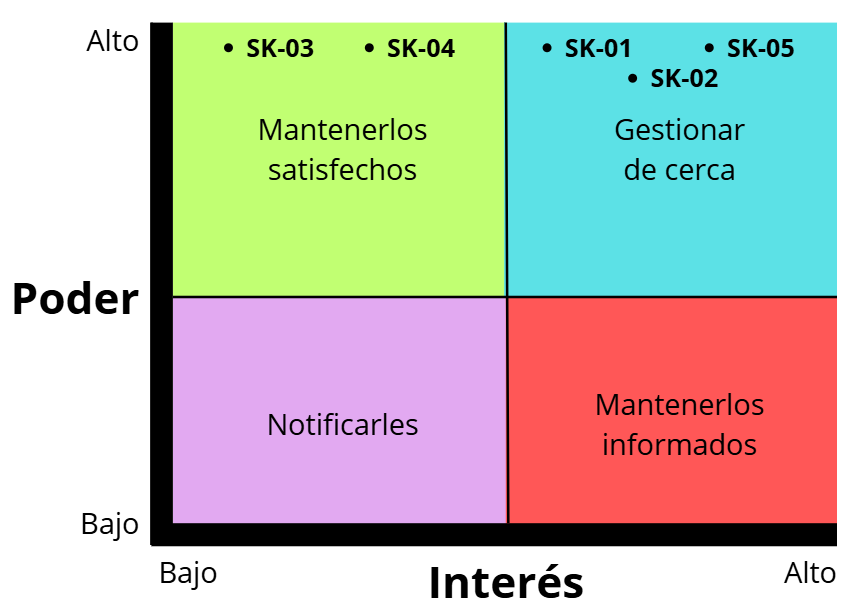 Alto
• SK-03 • SK-04
• SK-01 • SK-05
• SK-02
Mantenerlos
satisfechos
Gestionar
de cerca
Poder
Notificarles
Mantenerlos
informados
Bajo
Bajo
Interés
Alto